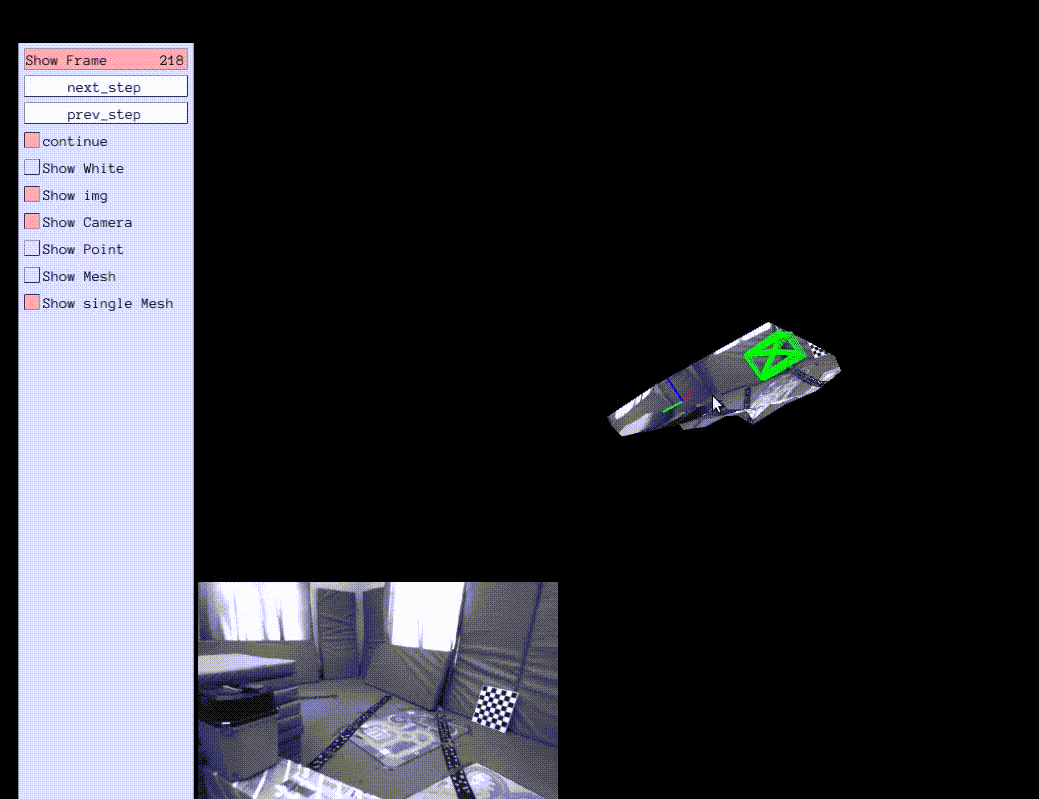 Show Frame 218
next_step
prev_step
continue
Show White
Show img
Show Camera
Show Point
Show Mesh
Show single Mesh